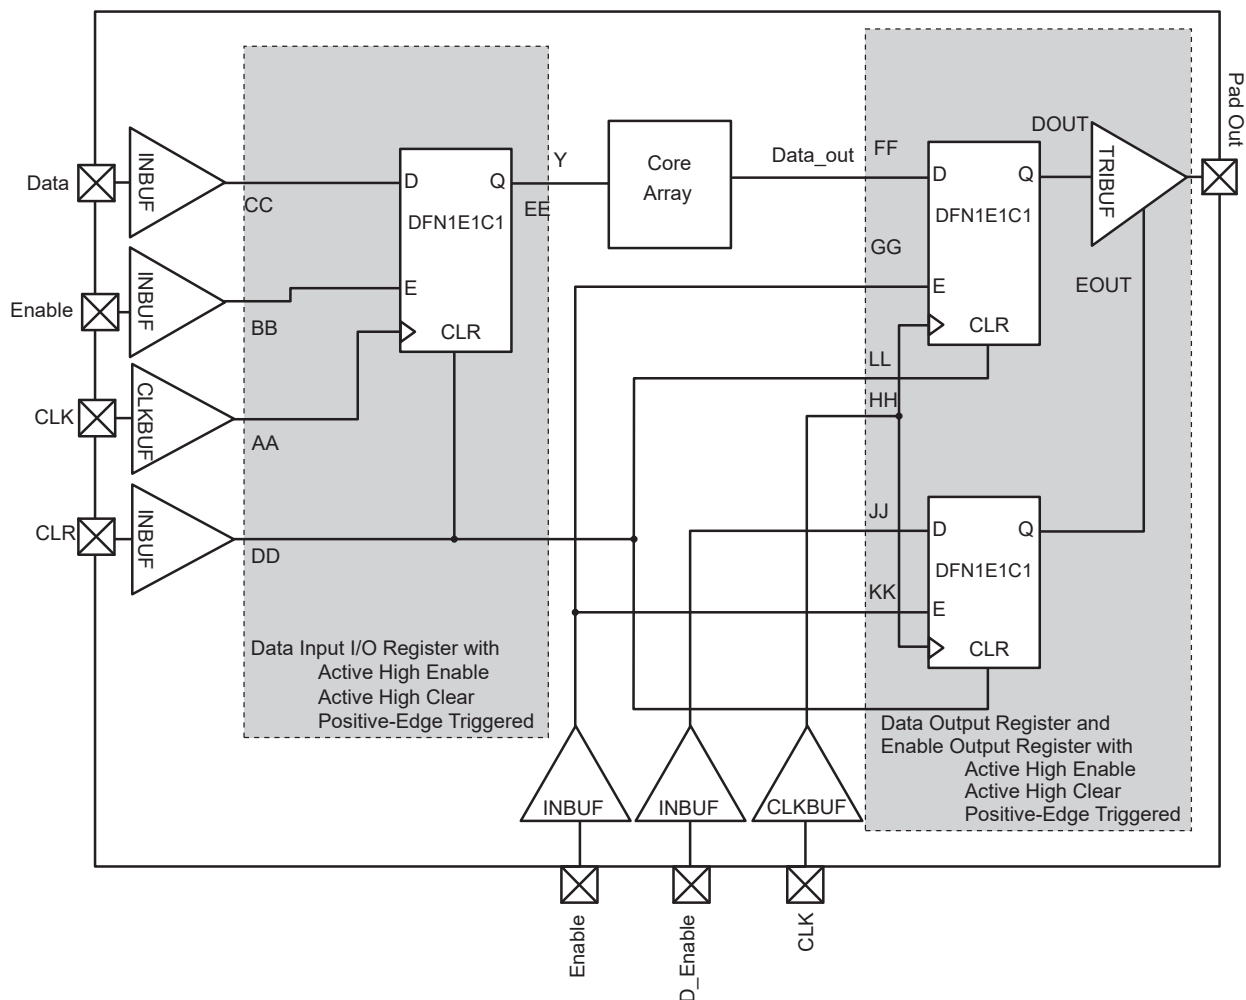 Pad Out
DOUT
Data
INBUF
CC
D
Q
DFN1E1C1
E
CLR
Y
EE
Core
Array
Data_out
FF
D
Q
DFN1E1C1
GG
E
CLR
TRIBUF
EOUT
Enable
INBUF
BB
CLK
CLKBUF
AA
LL
HH
CLR
INBUF
DD
JJ
D
Q
DFN1E1C1
KK
E
CLR
Data Input I/O Register with
Active High Enable
Active High Clear
Positive-Edge Triggered
Data Output Register and
Enable Output Register with
Active High Enable
Active High Clear
Positive-Edge Triggered
INBUF
INBUF
CLKBUF
Enable
D_Enable
CLK